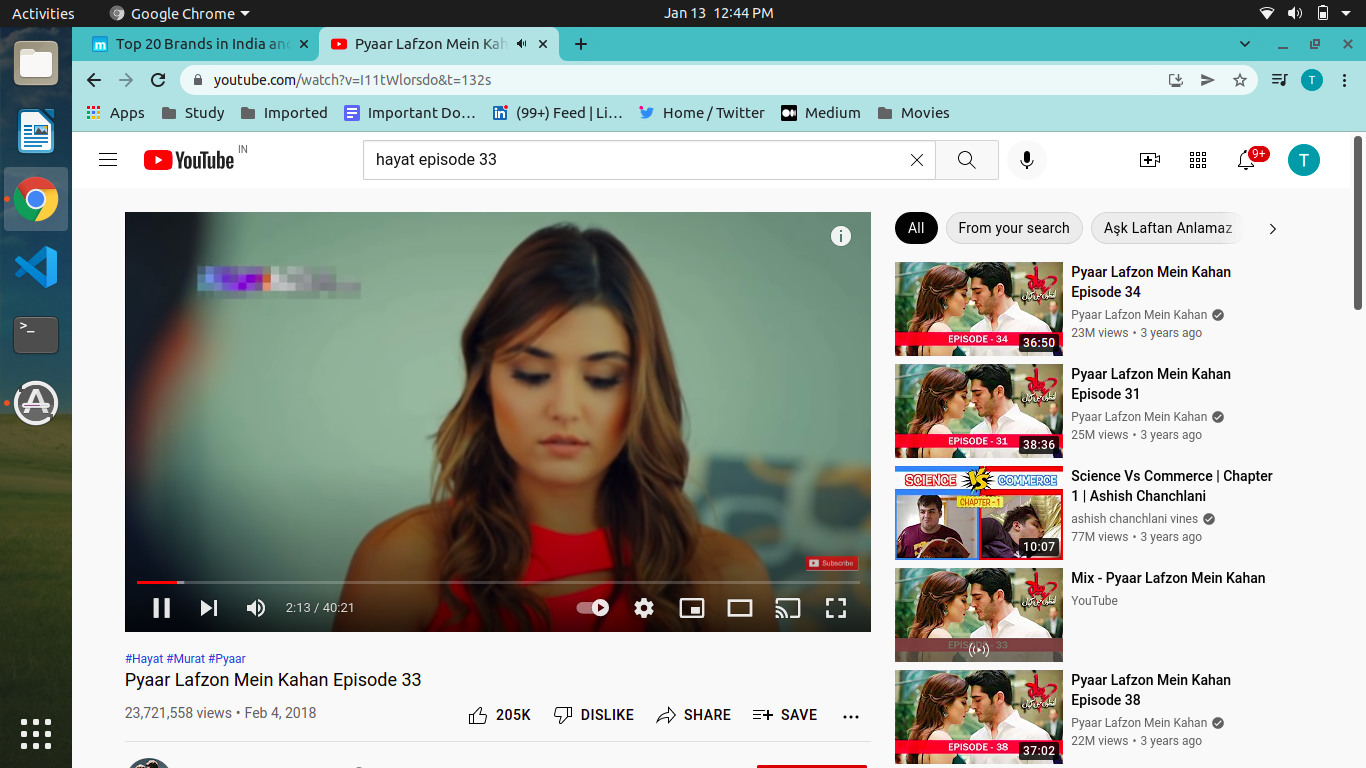 Activities
Google Chrome
Jan 13 12:44 PM
Top 20 Brands in India an
Pyaar Lafzon Mein Kah
youtube.com/watch?v=I11tWlorsdo&t=132s
T
Apps
Study
Imported
Important Do…
(99+) Feed | Li…
Home / Twitter
Medium
Movies
YouTube IN
hayat episode 33
9+
T
All
From your search
Aşk Laftan Anlamaz
Subscribe
2:13 / 40:21
#Hayat #Murat #Pyaar
Pyaar Lafzon Mein Kahan Episode 33
23,721,558 views • Feb 4, 2018
205K
DISLIKE
SHARE
SAVE
EPISODE - 34
36:50
Pyaar Lafzon Mein Kahan
Episode 34
Pyaar Lafzon Mein Kahan
23M views • 3 years ago
EPISODE - 31
38:36
Pyaar Lafzon Mein Kahan
Episode 31
Pyaar Lafzon Mein Kahan
25M views • 3 years ago
SCIENCE VS COMMERCE
CHAPTER - 1
10:07
Science Vs Commerce | Chapter
1 | Ashish Chanchlani
ashish chanchlani vines
77M views • 3 years ago
EPISODE - 33
Mix - Pyaar Lafzon Mein Kahan
YouTube
EPISODE - 38
37:02
Pyaar Lafzon Mein Kahan
Episode 38
Pyaar Lafzon Mein Kahan
22M views • 3 years ago